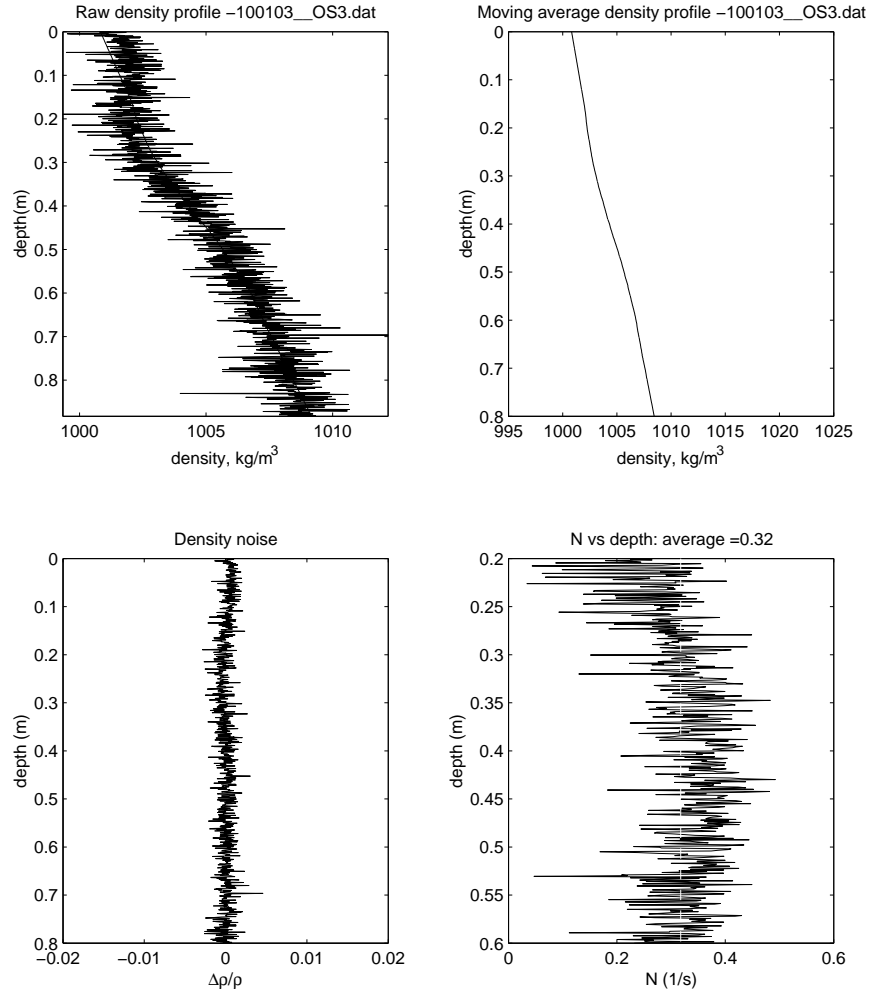 Raw density profile −100103__OS3.dat
0
0.1
0.2
0.3
0.4
0.5
0.6
0.7
0.8
depth(m)
1000 1005 1010
density, kg/m³
Moving average density profile −100103__OS3.dat
0
0.1
0.2
0.3
0.4
0.5
0.6
0.7
0.8
depth(m)
995 1000 1005 1010 1015 1020 1025
density, kg/m³
Density noise
0
0.1
0.2
0.3
0.4
0.5
0.6
0.7
0.8
depth (m)
−0.02 −0.01 0 0.01 0.02
Δρ/ρ
N vs depth: average =0.32
0.2
0.25
0.3
0.35
0.4
0.45
0.5
0.55
0.6
depth (m)
0 0.2 0.4 0.6
N (1/s)